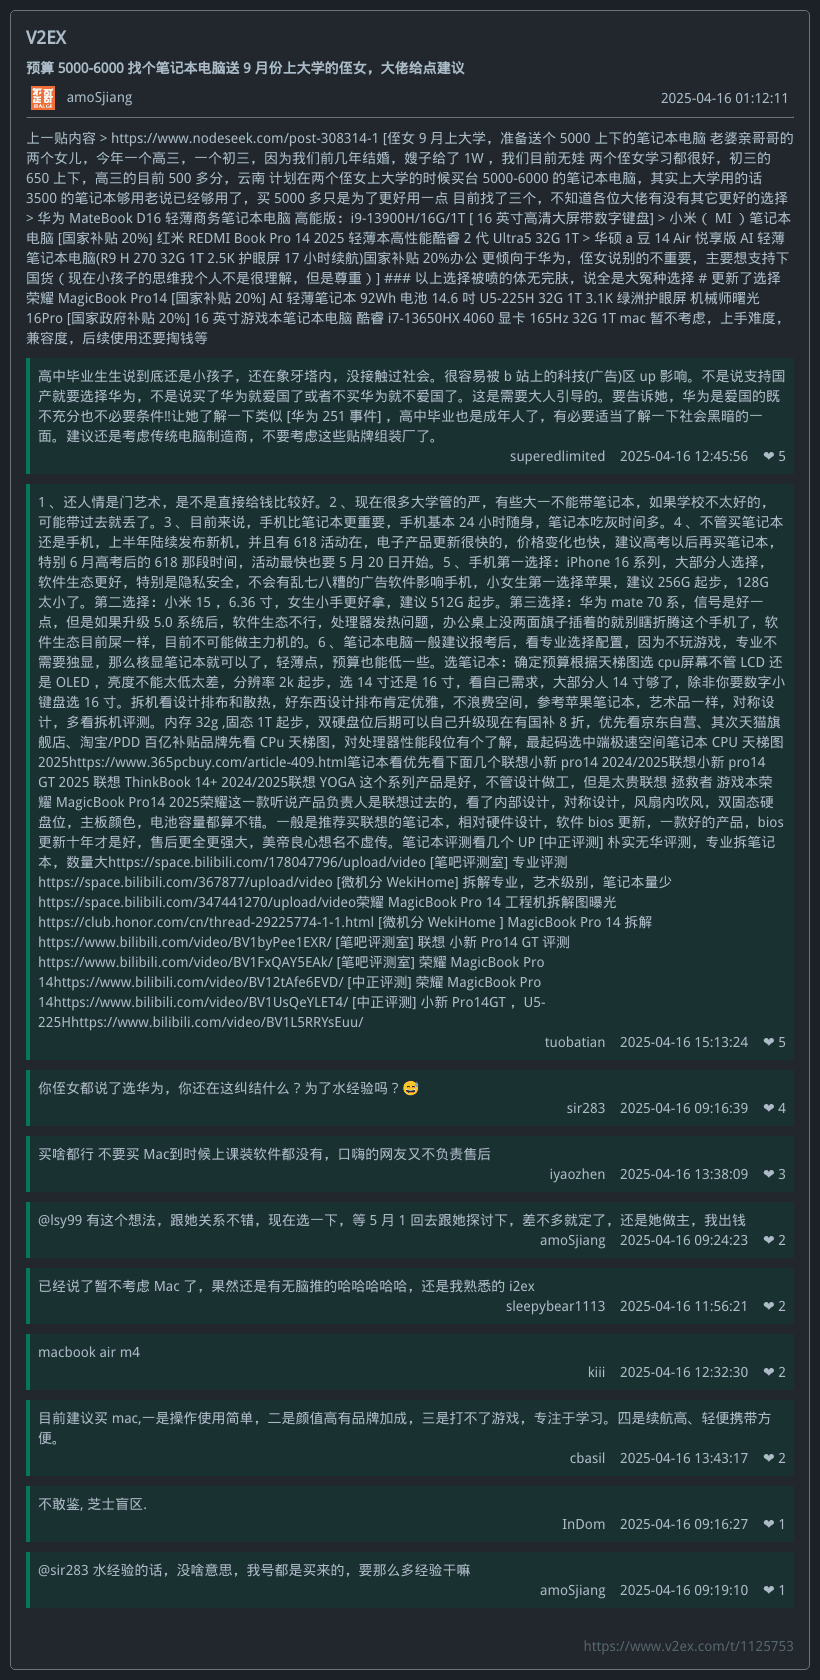 V2EX
预算 5000-6000 找个笔记本电脑送 9 月份上大学的侄女，大佬给点建议
amoSjiang 2025-04-16 01:12:11
上一贴内容 > https://www.nodeseek.com/post-308314-1 [侄女 9 月上大学，准备送个 5000 上下的笔记本电脑 老婆亲哥哥的
两个女儿，今年一个高三，一个初三，因为我们前几年结婚，嫂子给了 1W ，我们目前无娃 两个侄女学习都很好，初三的
650 上下，高三的目前 500 多分，云南 计划在两个侄女上大学的时候买台 5000-6000 的笔记本电脑，其实上大学用的话
3500 的笔记本够用老说已经够用了，买 5000 多只是为了更好用一点 目前找了三个，不知道各位大佬有没有其它更好的选择
> 华为 MateBook D16 轻薄商务笔记本电脑 高能版：i9-13900H/16G/1T [ 16 英寸高清大屏带数字键盘] > 小米（ MI ）笔记本
电脑 [国家补贴 20%] 红米 REDMI Book Pro 14 2025 轻薄本高性能酷睿 2 代 Ultra5 32G 1T > 华硕 a 豆 14 Air 悦享版 AI 轻薄
笔记本电脑(R9 H 270 32G 1T 2.5K 护眼屏 17 小时续航)国家补贴 20%办公 更倾向于华为，侄女说别的不重要，主要想支持下
国货（现在小孩子的思维我个人不是很理解，但是尊重）] ### 以上选择被喷的体无完肤，说全是大冤种选择 # 更新了选择
荣耀 MagicBook Pro14 [国家补贴 20%] AI 轻薄笔记本 92Wh 电池 14.6 吋 U5-225H 32G 1T 3.1K 绿洲护眼屏 机械师曙光
16Pro [国家政府补贴 20%] 16 英寸游戏本笔记本电脑 酷睿 i7-13650HX 4060 显卡 165Hz 32G 1T mac 暂不考虑，上手难度，
兼容度，后续使用还要掏钱等
高中毕业生生说到底还是小孩子，还在象牙塔内，没接触过社会。很容易被 b 站上的科技(广告)区 up 影响。不是说支持国
产就要选择华为，不是说买了华为就爱国了或者不买华为就不爱国了。这是需要大人引导的。要告诉她，华为是爱国的既
不充分也不必要条件‼让她了解一下类似 [华为 251 事件] ，高中毕业也是成年人了，有必要适当了解一下社会黑暗的一
面。建议还是考虑传统电脑制造商，不要考虑这些贴牌组装厂了。
superedlimited 2025-04-16 12:45:56 ❤ 5
1 、还人情是门艺术，是不是直接给钱比较好。2 、现在很多大学管的严，有些大一不能带笔记本，如果学校不太好的，
可能带过去就丢了。3 、目前来说，手机比笔记本更重要，手机基本 24 小时随身，笔记本吃灰时间多。4 、不管买笔记本
还是手机，上半年陆续发布新机，并且有 618 活动在，电子产品更新很快的，价格变化也快，建议高考以后再买笔记本，
特别 6 月高考后的 618 那段时间，活动最快也要 5 月 20 日开始。5 、手机第一选择：iPhone 16 系列，大部分人选择，
软件生态更好，特别是隐私安全，不会有乱七八糟的广告软件影响手机，小女生第一选择苹果，建议 256G 起步，128G
太小了。第二选择：小米 15 ，6.36 寸，女生小手更好拿，建议 512G 起步。第三选择：华为 mate 70 系，信号是好一
点，但是如果升级 5.0 系统后，软件生态不行，处理器发热问题，办公桌上没两面旗子插着的就别瞎折腾这个手机了，软
件生态目前屎一样，目前不可能做主力机的。6 、笔记本电脑一般建议报考后，看专业选择配置，因为不玩游戏，专业不
需要独显，那么核显笔记本就可以了，轻薄点，预算也能低一些。选笔记本：确定预算根据天梯图选 cpu屏幕不管 LCD 还
是 OLED ，亮度不能太低太差，分辨率 2k 起步，选 14 寸还是 16 寸，看自己需求，大部分人 14 寸够了，除非你要数字小
键盘选 16 寸。拆机看设计排布和散热，好东西设计排布肯定优雅，不浪费空间，参考苹果笔记本，艺术品一样，对称设
计，多看拆机评测。内存 32g ,固态 1T 起步，双硬盘位后期可以自己升级现在有国补 8 折，优先看京东自营、其次天猫旗
舰店、淘宝/PDD 百亿补贴品牌先看 CPu 天梯图，对处理器性能段位有个了解，最起码选中端极速空间笔记本 CPU 天梯图
2025https://www.365pcbuy.com/article-409.html笔记本看优先看下面几个联想小新 pro14 2024/2025联想小新 pro14
GT 2025 联想 ThinkBook 14+ 2024/2025联想 YOGA 这个系列产品是好，不管设计做工，但是太贵联想 拯救者 游戏本荣
耀 MagicBook Pro14 2025荣耀这一款听说产品负责人是联想过去的，看了内部设计，对称设计，风扇内吹风，双固态硬
盘位，主板颜色，电池容量都算不错。一般是推荐买联想的笔记本，相对硬件设计，软件 bios 更新，一款好的产品，bios
更新十年才是好，售后更全更强大，美帝良心想名不虚传。笔记本评测看几个 UP [中正评测] 朴实无华评测，专业拆笔记
本，数量大https://space.bilibili.com/178047796/upload/video [笔吧评测室] 专业评测
https://space.bilibili.com/367877/upload/video [微机分 WekiHome] 拆解专业，艺术级别，笔记本量少
https://space.bilibili.com/347441270/upload/video荣耀 MagicBook Pro 14 工程机拆解图曝光
https://club.honor.com/cn/thread-29225774-1-1.html [微机分 WekiHome ] MagicBook Pro 14 拆解
https://www.bilibili.com/video/BV1byPee1EXR/ [笔吧评测室] 联想 小新 Pro14 GT 评测
https://www.bilibili.com/video/BV1FxQAY5EAk/ [笔吧评测室] 荣耀 MagicBook Pro
14https://www.bilibili.com/video/BV12tAfe6EVD/ [中正评测] 荣耀 MagicBook Pro
14https://www.bilibili.com/video/BV1UsQeYLET4/ [中正评测] 小新 Pro14GT ，U5-
225Hhttps://www.bilibili.com/video/BV1L5RRYsEuu/
tuobatian 2025-04-16 15:13:24 ❤ 5
你侄女都说了选华为，你还在这纠结什么？为了水经验吗？😅
sir283 2025-04-16 09:16:39 ❤ 4
买啥都行 不要买 Mac到时候上课装软件都没有，口嗨的网友又不负责售后
iyaozhen 2025-04-16 13:38:09 ❤ 3
@lsy99 有这个想法，跟她关系不错，现在选一下，等 5 月 1 回去跟她探讨下，差不多就定了，还是她做主，我出钱
amoSjiang 2025-04-16 09:24:23 ❤ 2
已经说了暂不考虑 Mac 了，果然还是有无脑推的哈哈哈哈哈，还是我熟悉的 i2ex
sleepybear1113 2025-04-16 11:56:21 ❤ 2
macbook air m4
kiii 2025-04-16 12:32:30 ❤ 2
目前建议买 mac,一是操作使用简单，二是颜值高有品牌加成，三是打不了游戏，专注于学习。四是续航高、轻便携带方
便。
cbasil 2025-04-16 13:43:17 ❤ 2
不敢鉴, 芝士盲区.
InDom 2025-04-16 09:16:27 ❤ 1
@sir283 水经验的话，没啥意思，我号都是买来的，要那么多经验干嘛
amoSjiang 2025-04-16 09:19:10 ❤ 1
https://www.v2ex.com/t/1125753